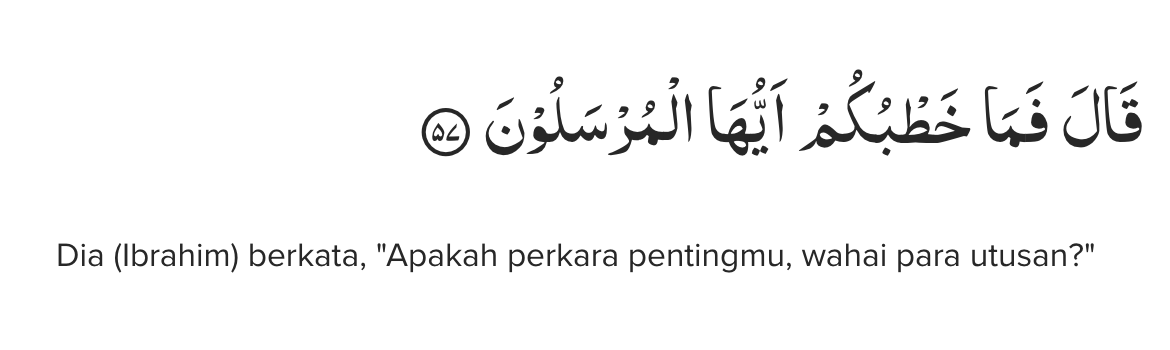 قَالَ فَمَا خَطْبُكُمْ اَيُّهَا الْمُرْسَلُوْنَ ۝٥٧
Dia (Ibrahim) berkata, "Apakah perkara pentingmu, wahai para utusan?"